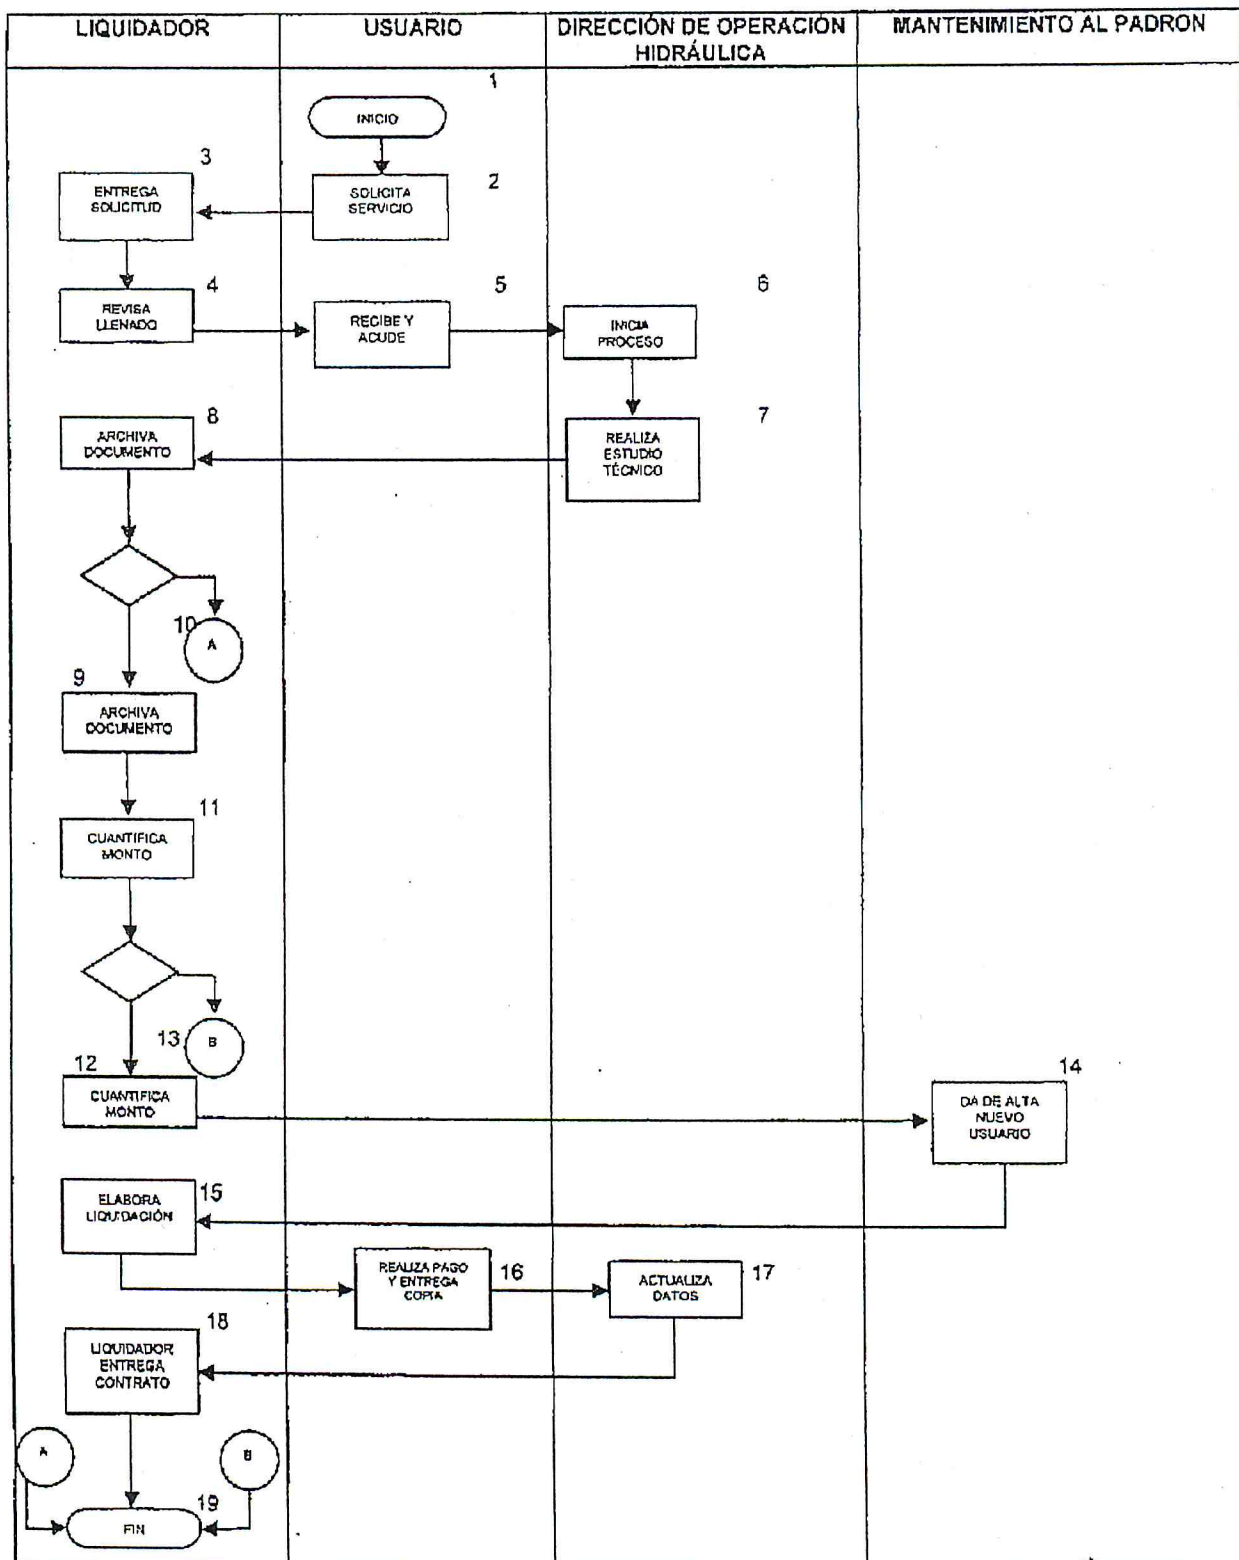 LIQUIDADOR
USUARIO
DIRECCIÓN DE OPERACIÓN
HIDRÁULICA
MANTENIMIENTO AL PADRON
1
INICIO
3
ENTREGA
SOLICITUD
2
SOLICITA
SERVICIO
4
REVISA
LLENADO
5
RECIBE Y
ACUDE
6
INICIA
PROCESO
8
ARCHIVA
DOCUMENTO
7
REALIZA
ESTUDIO
TÉCNICO
10
A
9
ARCHIVA
DOCUMENTO
11
CUANTIFICA
MONTO
13
B
12
CUANTIFICA
MONTO
14
DA DE ALTA
NUEVO
USUARIO
15
ELABORA
LIQUIDACIÓN
REALIZA PAGO
Y ENTREGA
COPIA
16
ACTUALIZA
DATOS
17
18
LIQUIDADOR
ENTREGA
CONTRATO
A
B
19
FIN